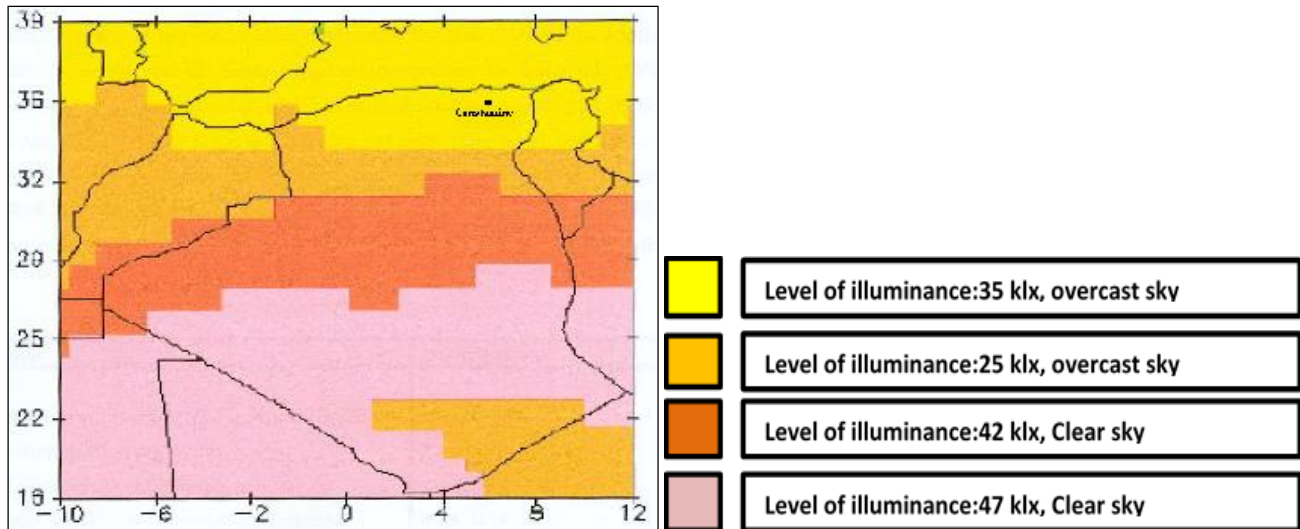 39
35
Constantine
32
29
25
22
18
-10
-6
-2
0
4
8
12
Level of illuminance:35 klx, overcast sky
Level of illuminance:25 klx, overcast sky
Level of illuminance:42 klx, Clear sky
Level of illuminance:47 klx, Clear sky